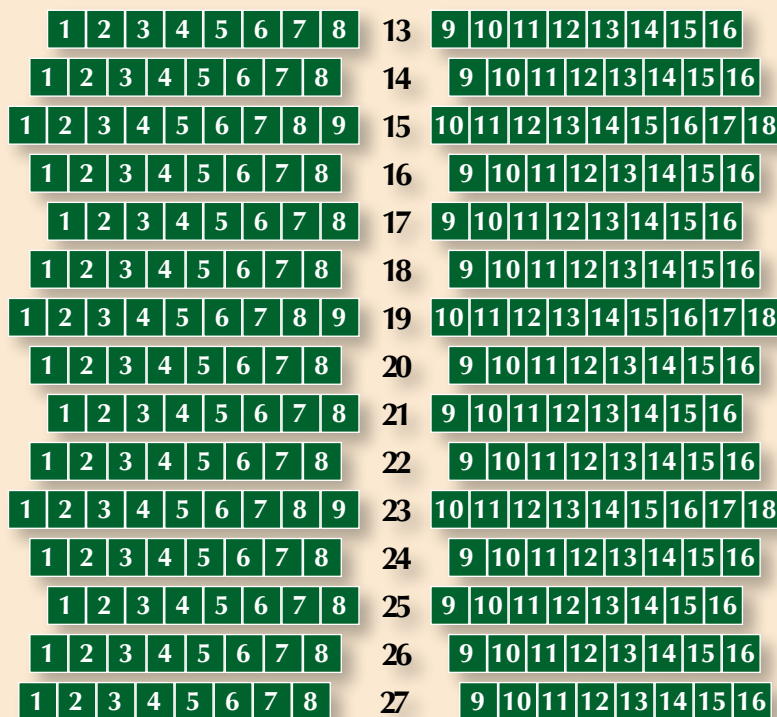 1 2 3 4 5 6 7 8 13 9 10 11 12 13 14 15 16
1 2 3 4 5 6 7 8 14 9 10 11 12 13 14 15 16
1 2 3 4 5 6 7 8 9 15 10 11 12 13 14 15 16 17 18
1 2 3 4 5 6 7 8 16 9 10 11 12 13 14 15 16
1 2 3 4 5 6 7 8 17 9 10 11 12 13 14 15 16
1 2 3 4 5 6 7 8 18 9 10 11 12 13 14 15 16
1 2 3 4 5 6 7 8 9 19 10 11 12 13 14 15 16 17 18
1 2 3 4 5 6 7 8 20 9 10 11 12 13 14 15 16
1 2 3 4 5 6 7 8 21 9 10 11 12 13 14 15 16
1 2 3 4 5 6 7 8 22 9 10 11 12 13 14 15 16
1 2 3 4 5 6 7 8 9 23 10 11 12 13 14 15 16 17 18
1 2 3 4 5 6 7 8 24 9 10 11 12 13 14 15 16
1 2 3 4 5 6 7 8 25 9 10 11 12 13 14 15 16
1 2 3 4 5 6 7 8 26 9 10 11 12 13 14 15 16
1 2 3 4 5 6 7 8 27 9 10 11 12 13 14 15 16